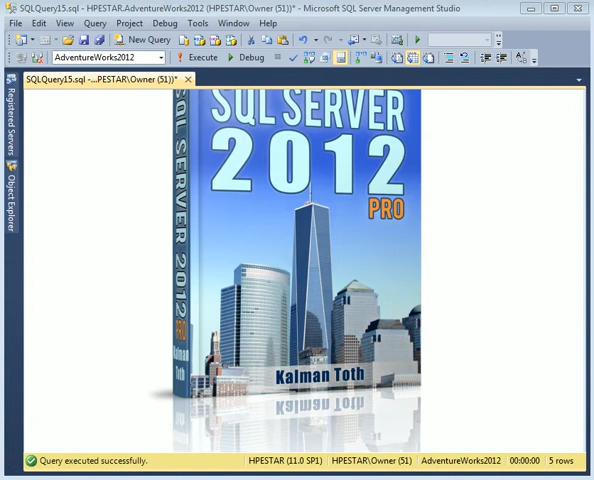 SQLQuery15.sql - HPESTAR.AdventureWorks2012 (HPESTAR\Owner (51))* - Microsoft SQL Server Management Studio
File Edit View Query Project Debug Tools Window Help
New Query
AdventureWorks2012 Execute Debug
SQLQuery15.sql -...PESTAR\Owner (51))*
Registered Servers
Object Explorer
SQL SERVER
2012
PRO
SQL SERVER 2012
PRO
Kalman
Toth
Kalman Toth
Query executed successfully. HPESTAR (11.0 SP1) HPESTAR\Owner (51) AdventureWorks2012 00:00:00 5 rows